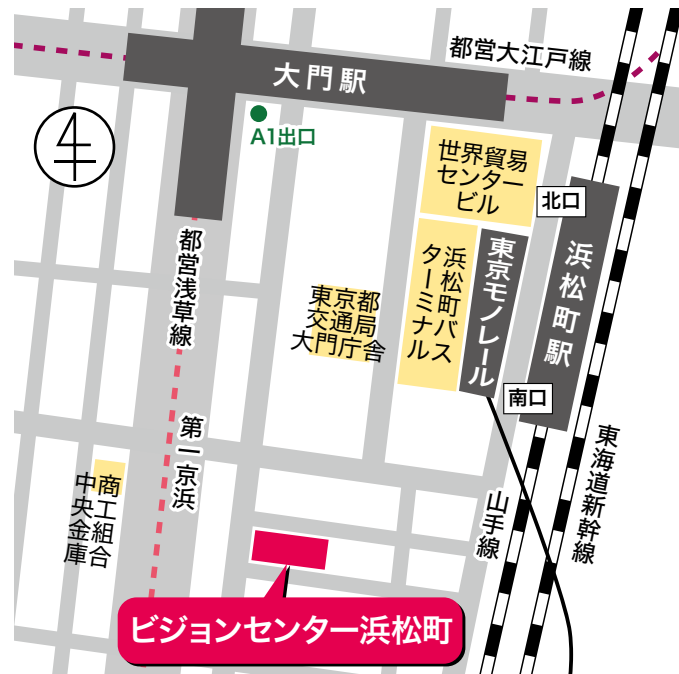 都営大江戸線
大門駅
A1出口
世界貿易
センター
ビル
北口
浜松町駅
都営浅草線
東京都
交通局
大門庁舎
浜松町バス
ターミナル
東京モノレール
南口
第一京浜
東海道新幹線
商工組合
中央金庫
山手線
ビジョンセンター浜松町